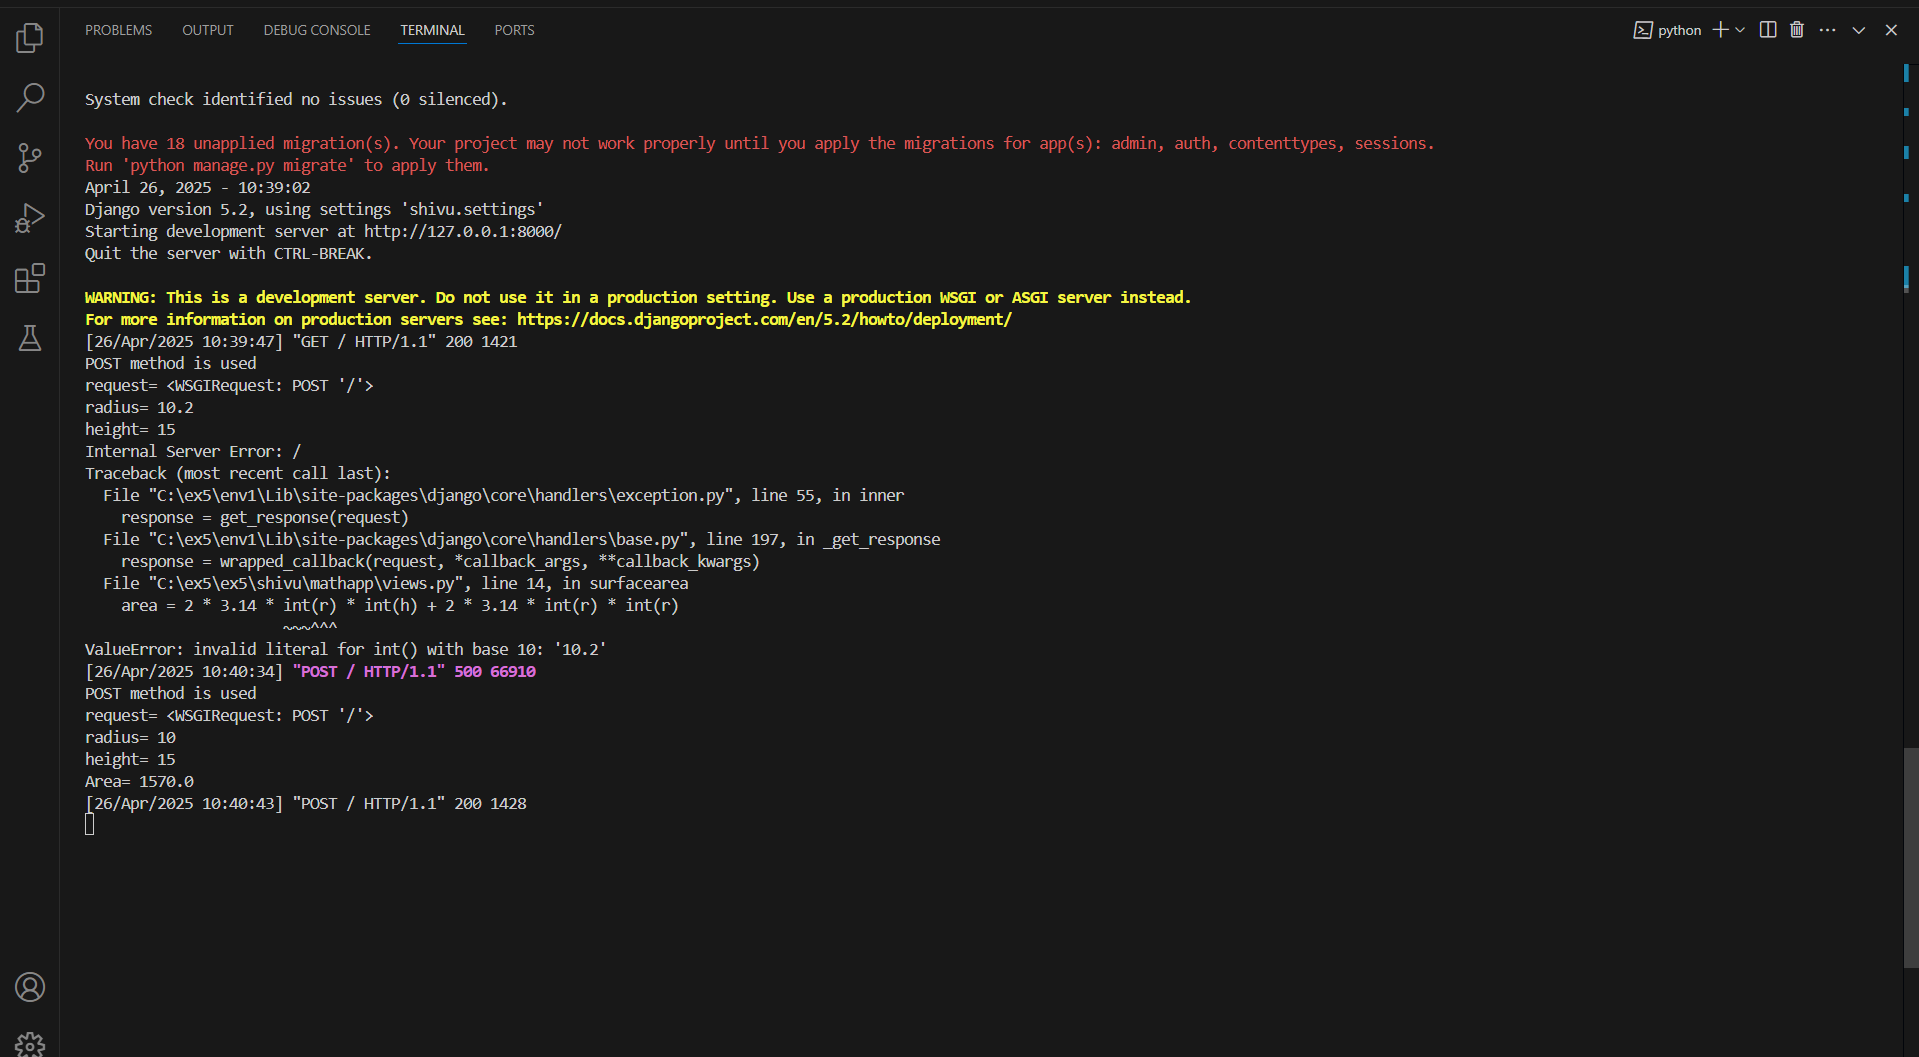 PROBLEMS OUTPUT DEBUG CONSOLE TERMINAL PORTS python
System check identified no issues (0 silenced).
You have 18 unapplied migration(s). Your project may not work properly until you apply the migrations for app(s): admin, auth, contenttypes, sessions.
Run 'python manage.py migrate' to apply them.
April 26, 2025 - 10:39:02
Django version 5.2, using settings 'shivu.settings'
Starting development server at http://127.0.0.1:8000/
Quit the server with CTRL-BREAK.
WARNING: This is a development server. Do not use it in a production setting. Use a production WSGI or ASGI server instead.
For more information on production servers see: https://docs.djangoproject.com/en/5.2/howto/deployment/
[26/Apr/2025 10:39:47] "GET / HTTP/1.1" 200 1421
POST method is used
request= <WSGIRequest: POST '/'>
radius= 10.2
height= 15
Internal Server Error: /
Traceback (most recent call last):
  File "C:\ex5\env1\Lib\site-packages\django\core\handlers\exception.py", line 55, in inner
    response = get_response(request)
  File "C:\ex5\env1\Lib\site-packages\django\core\handlers\base.py", line 197, in _get_response
    response = wrapped_callback(request, *callback_args, **callback_kwargs)
  File "C:\ex5\ex5\shivu\mathapp\views.py", line 14, in surfacearea
    area = 2 * 3.14 * int(r) * int(h) + 2 * 3.14 * int(r) * int(r)
                      ~~~^^^
ValueError: invalid literal for int() with base 10: '10.2'
[26/Apr/2025 10:40:34] "POST / HTTP/1.1" 500 66910
POST method is used
request= <WSGIRequest: POST '/'>
radius= 10
height= 15
Area= 1570.0
[26/Apr/2025 10:40:43] "POST / HTTP/1.1" 200 1428